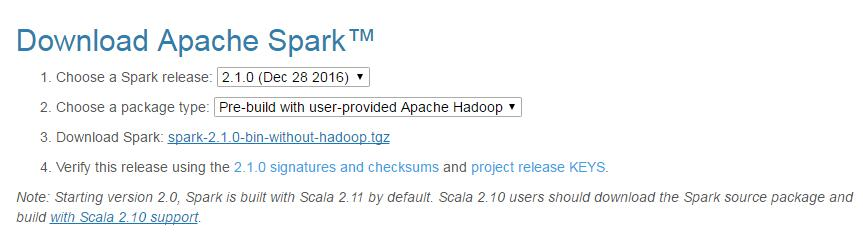 Download Apache Spark™
1. Choose a Spark release: 2.1.0 (Dec 28 2016)
2. Choose a package type: Pre-build with user-provided Apache Hadoop
3. Download Spark: spark-2.1.0-bin-without-hadoop.tgz
4. Verify this release using the 2.1.0 signatures and checksums and project release KEYS.
Note: Starting version 2.0, Spark is built with Scala 2.11 by default. Scala 2.10 users should download the Spark source package and
build with Scala 2.10 support.